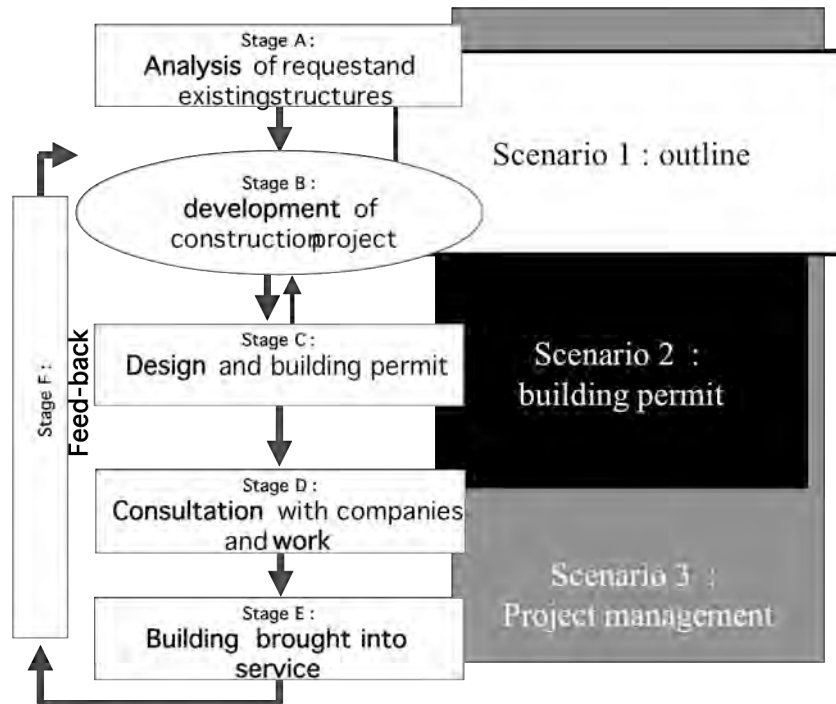 Stage A :
Analysis of requestand
existingstructures
Scenario 1 : outline
Stage B :
development of
constructionproject
Stage C :
Design and building permit
Scenario 2 :
building permit
Stage F :
Feed-back
Stage D :
Consultation with companies
and work
Scenario 3 :
Project management
Stage E :
Building brought into
service